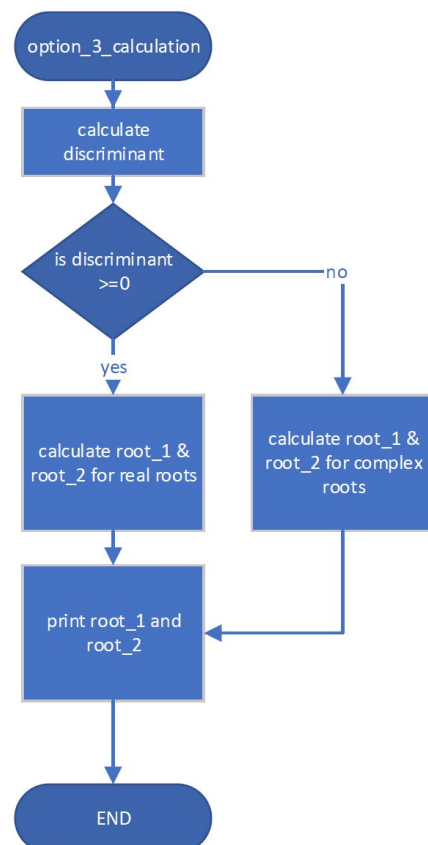 option_3_calculation
calculate
discriminant
is discriminant
>=0
no
yes
calculate root_1 &
root_2 for real roots
calculate root_1 &
root_2 for complex
roots
print root_1 and
root_2
END